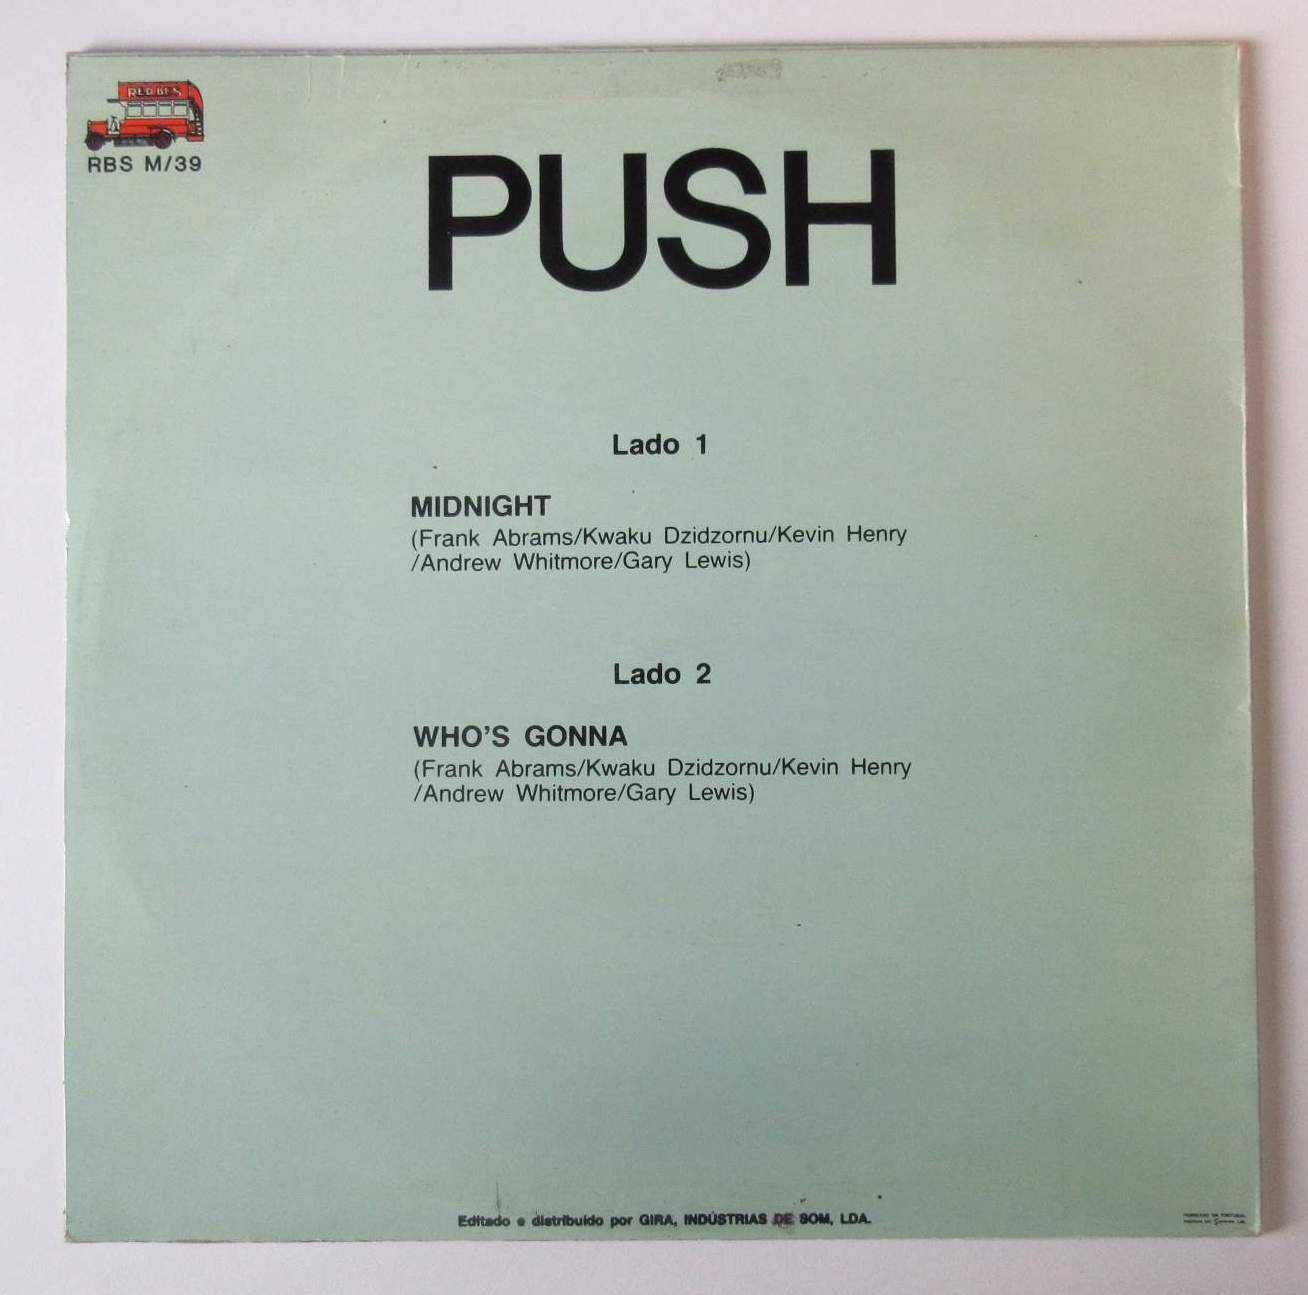 RED BUS
RBS M/39
PUSH
Lado 1
MIDNIGHT
(Frank Abrams/Kwaku Dzidzornu/Kevin Henry
/Andrew Whitmore/Gary Lewis)
Lado 2
WHO'S GONNA
(Frank Abrams/Kwaku Dzidzornu/Kevin Henry
/Andrew Whitmore/Gary Lewis)
Editado e distribuído por GIRA, INDÚSTRIAS DE SOM, LDA.